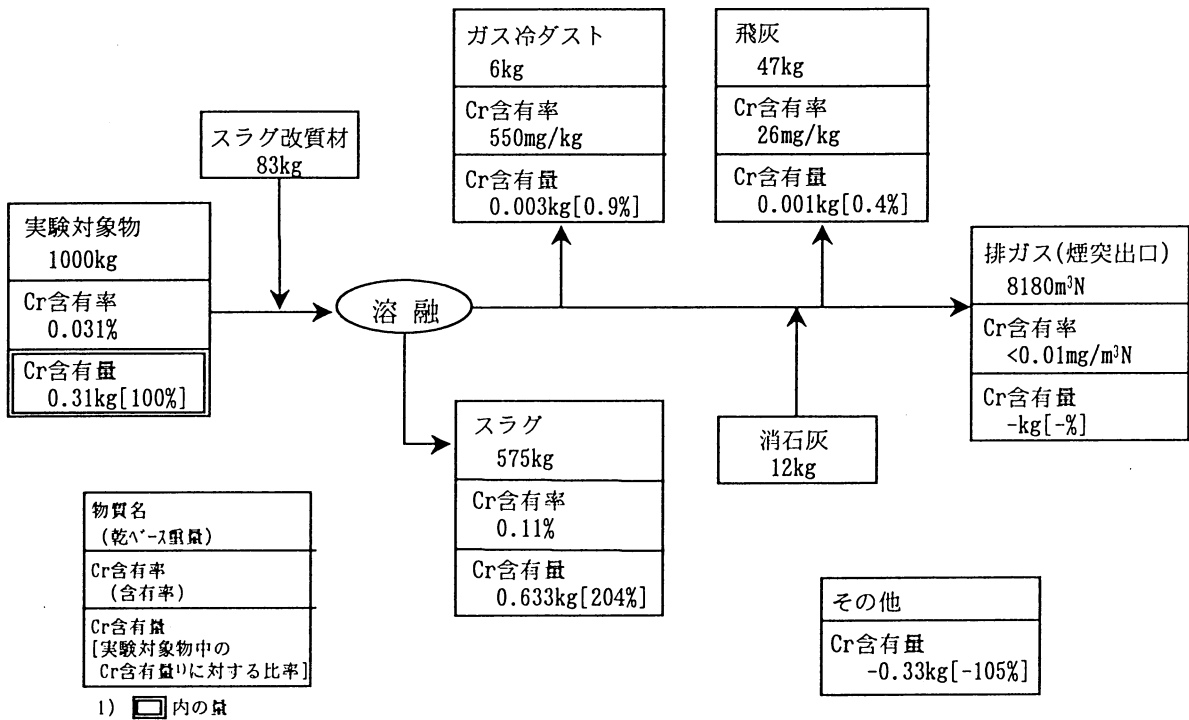 ガス冷ダスト
6kg
Cr含有率
550mg/kg
Cr含有量
0.003kg[0.9%]
飛灰
47kg
Cr含有率
26mg/kg
Cr含有量
0.001kg[0.4%]
スラグ改質材
83kg
実験対象物
1000kg
Cr含有率
0.031%
Cr含有量
0.31kg[100%]
溶 融
排ガス(煙突出口)
8180m³N
Cr含有率
<0.01mg/m³N
Cr含有量
-kg[-%]
スラグ
575kg
Cr含有率
0.11%
Cr含有量
0.633kg[204%]
消石灰
12kg
物質名
(乾ベース重量)
Cr含有率
(含有率)
Cr含有量
[実験対象物中の
Cr含有量¹⁾に対する比率]
1) 内の量
その他
Cr含有量
-0.33kg[-105%]